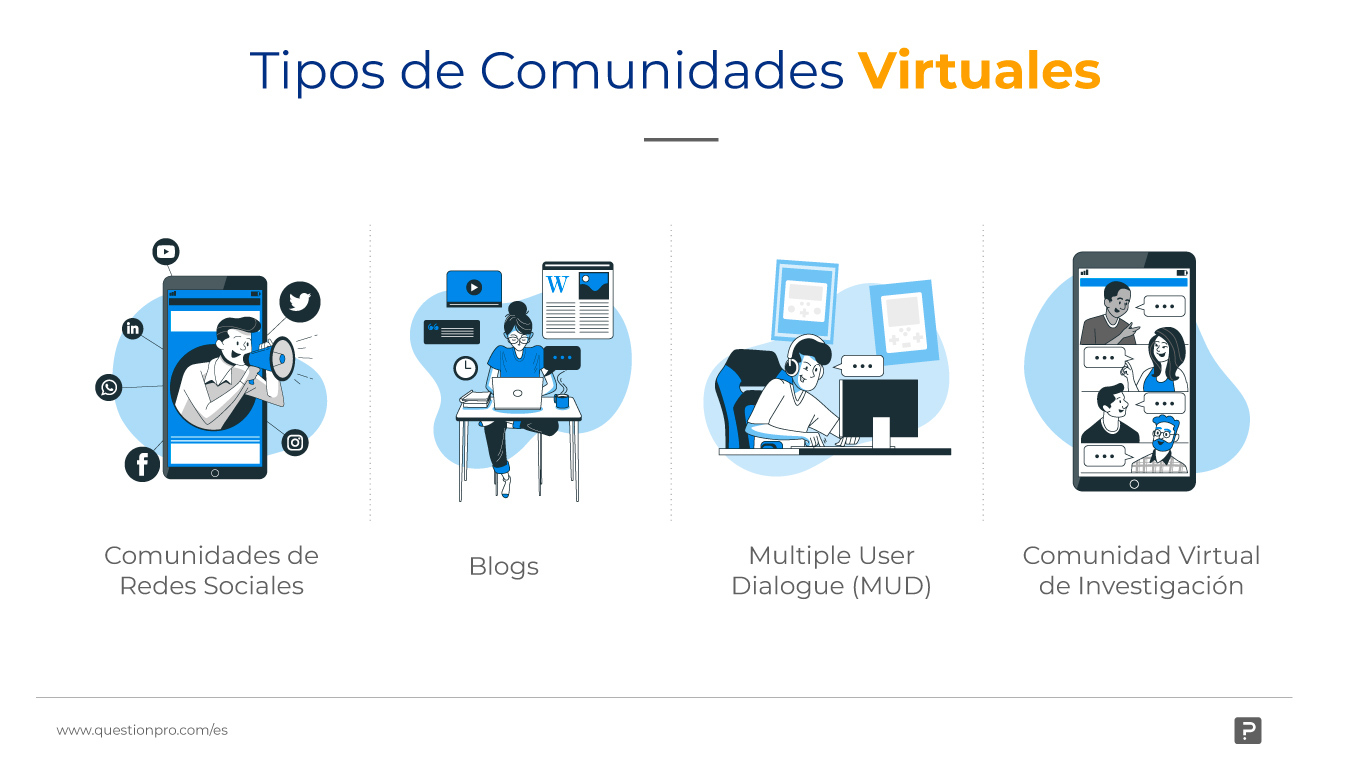 Tipos de Comunidades Virtuales
in
W
Comunidades de
Redes Sociales
Blogs
Multiple User
Dialogue (MUD)
Comunidad Virtual
de Investigación
www.questionpro.com/es